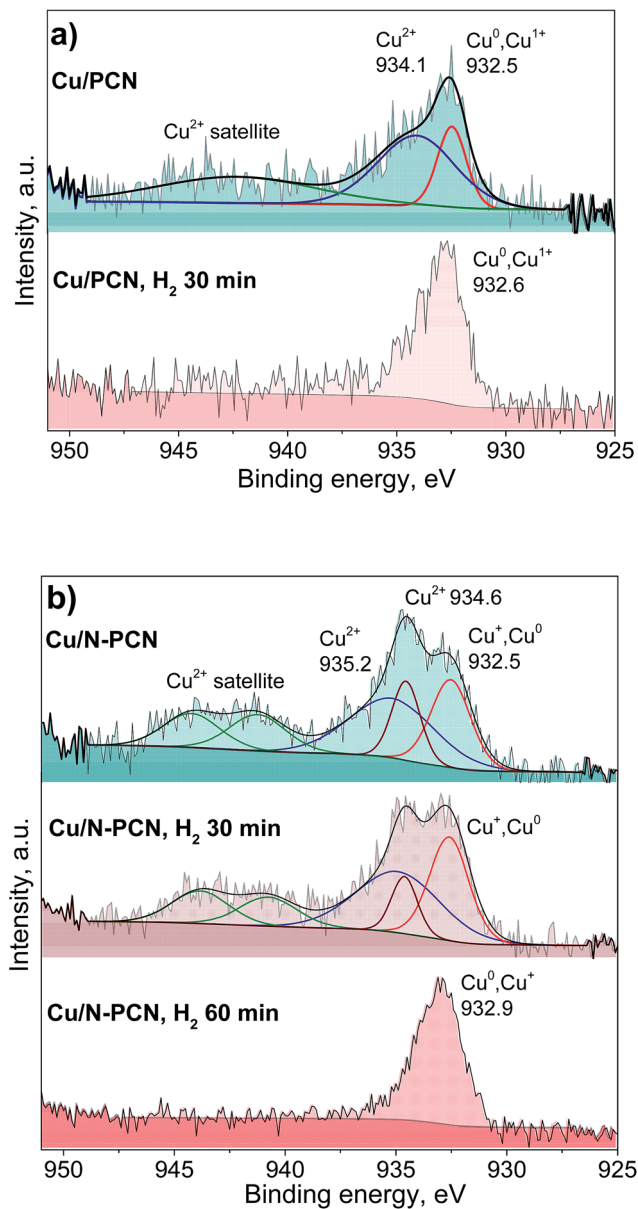 a)
Cu/PCN
Cu²⁺
934.1
Cu⁰,Cu¹⁺
932.5
Cu²⁺ satellite
Cu/PCN, H₂ 30 min
Cu⁰,Cu¹⁺
932.6
Intensity, a.u.
950 945 940 935 930 925
Binding energy, eV
b)
Cu/N-PCN
Cu²⁺ 934.6
Cu²⁺
935.2
Cu⁺,Cu⁰
932.5
Cu²⁺ satellite
Cu/N-PCN, H₂ 30 min
Cu⁺,Cu⁰
Cu/N-PCN, H₂ 60 min
Cu⁰,Cu⁺
932.9
Intensity, a.u.
950 945 940 935 930 925
Binding energy, eV